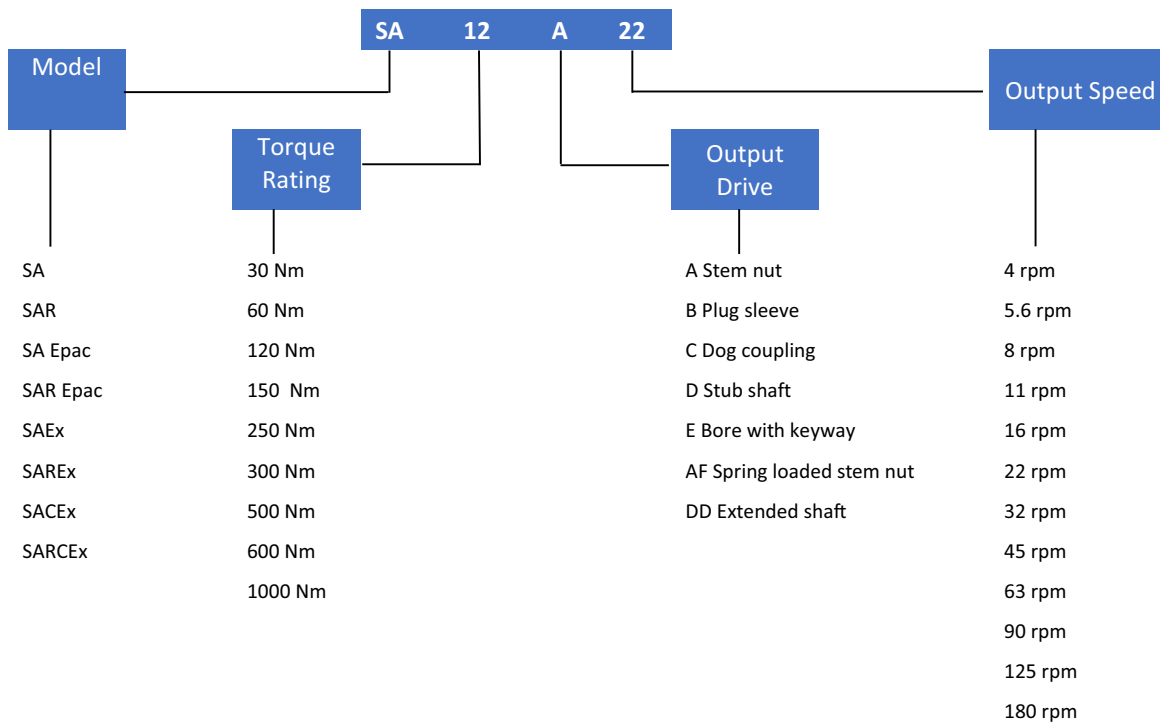 SA 12 A 22
Model
Output Speed
Torque
Rating
Output
Drive
SA
SAR
SA Epac
SAR Epac
SAEx
SAREx
SACEx
SARCEx
30 Nm
60 Nm
120 Nm
150 Nm
250 Nm
300 Nm
500 Nm
600 Nm
1000 Nm
A Stem nut
B Plug sleeve
C Dog coupling
D Stub shaft
E Bore with keyway
AF Spring loaded stem nut
DD Extended shaft
4 rpm
5.6 rpm
8 rpm
11 rpm
16 rpm
22 rpm
32 rpm
45 rpm
63 rpm
90 rpm
125 rpm
180 rpm